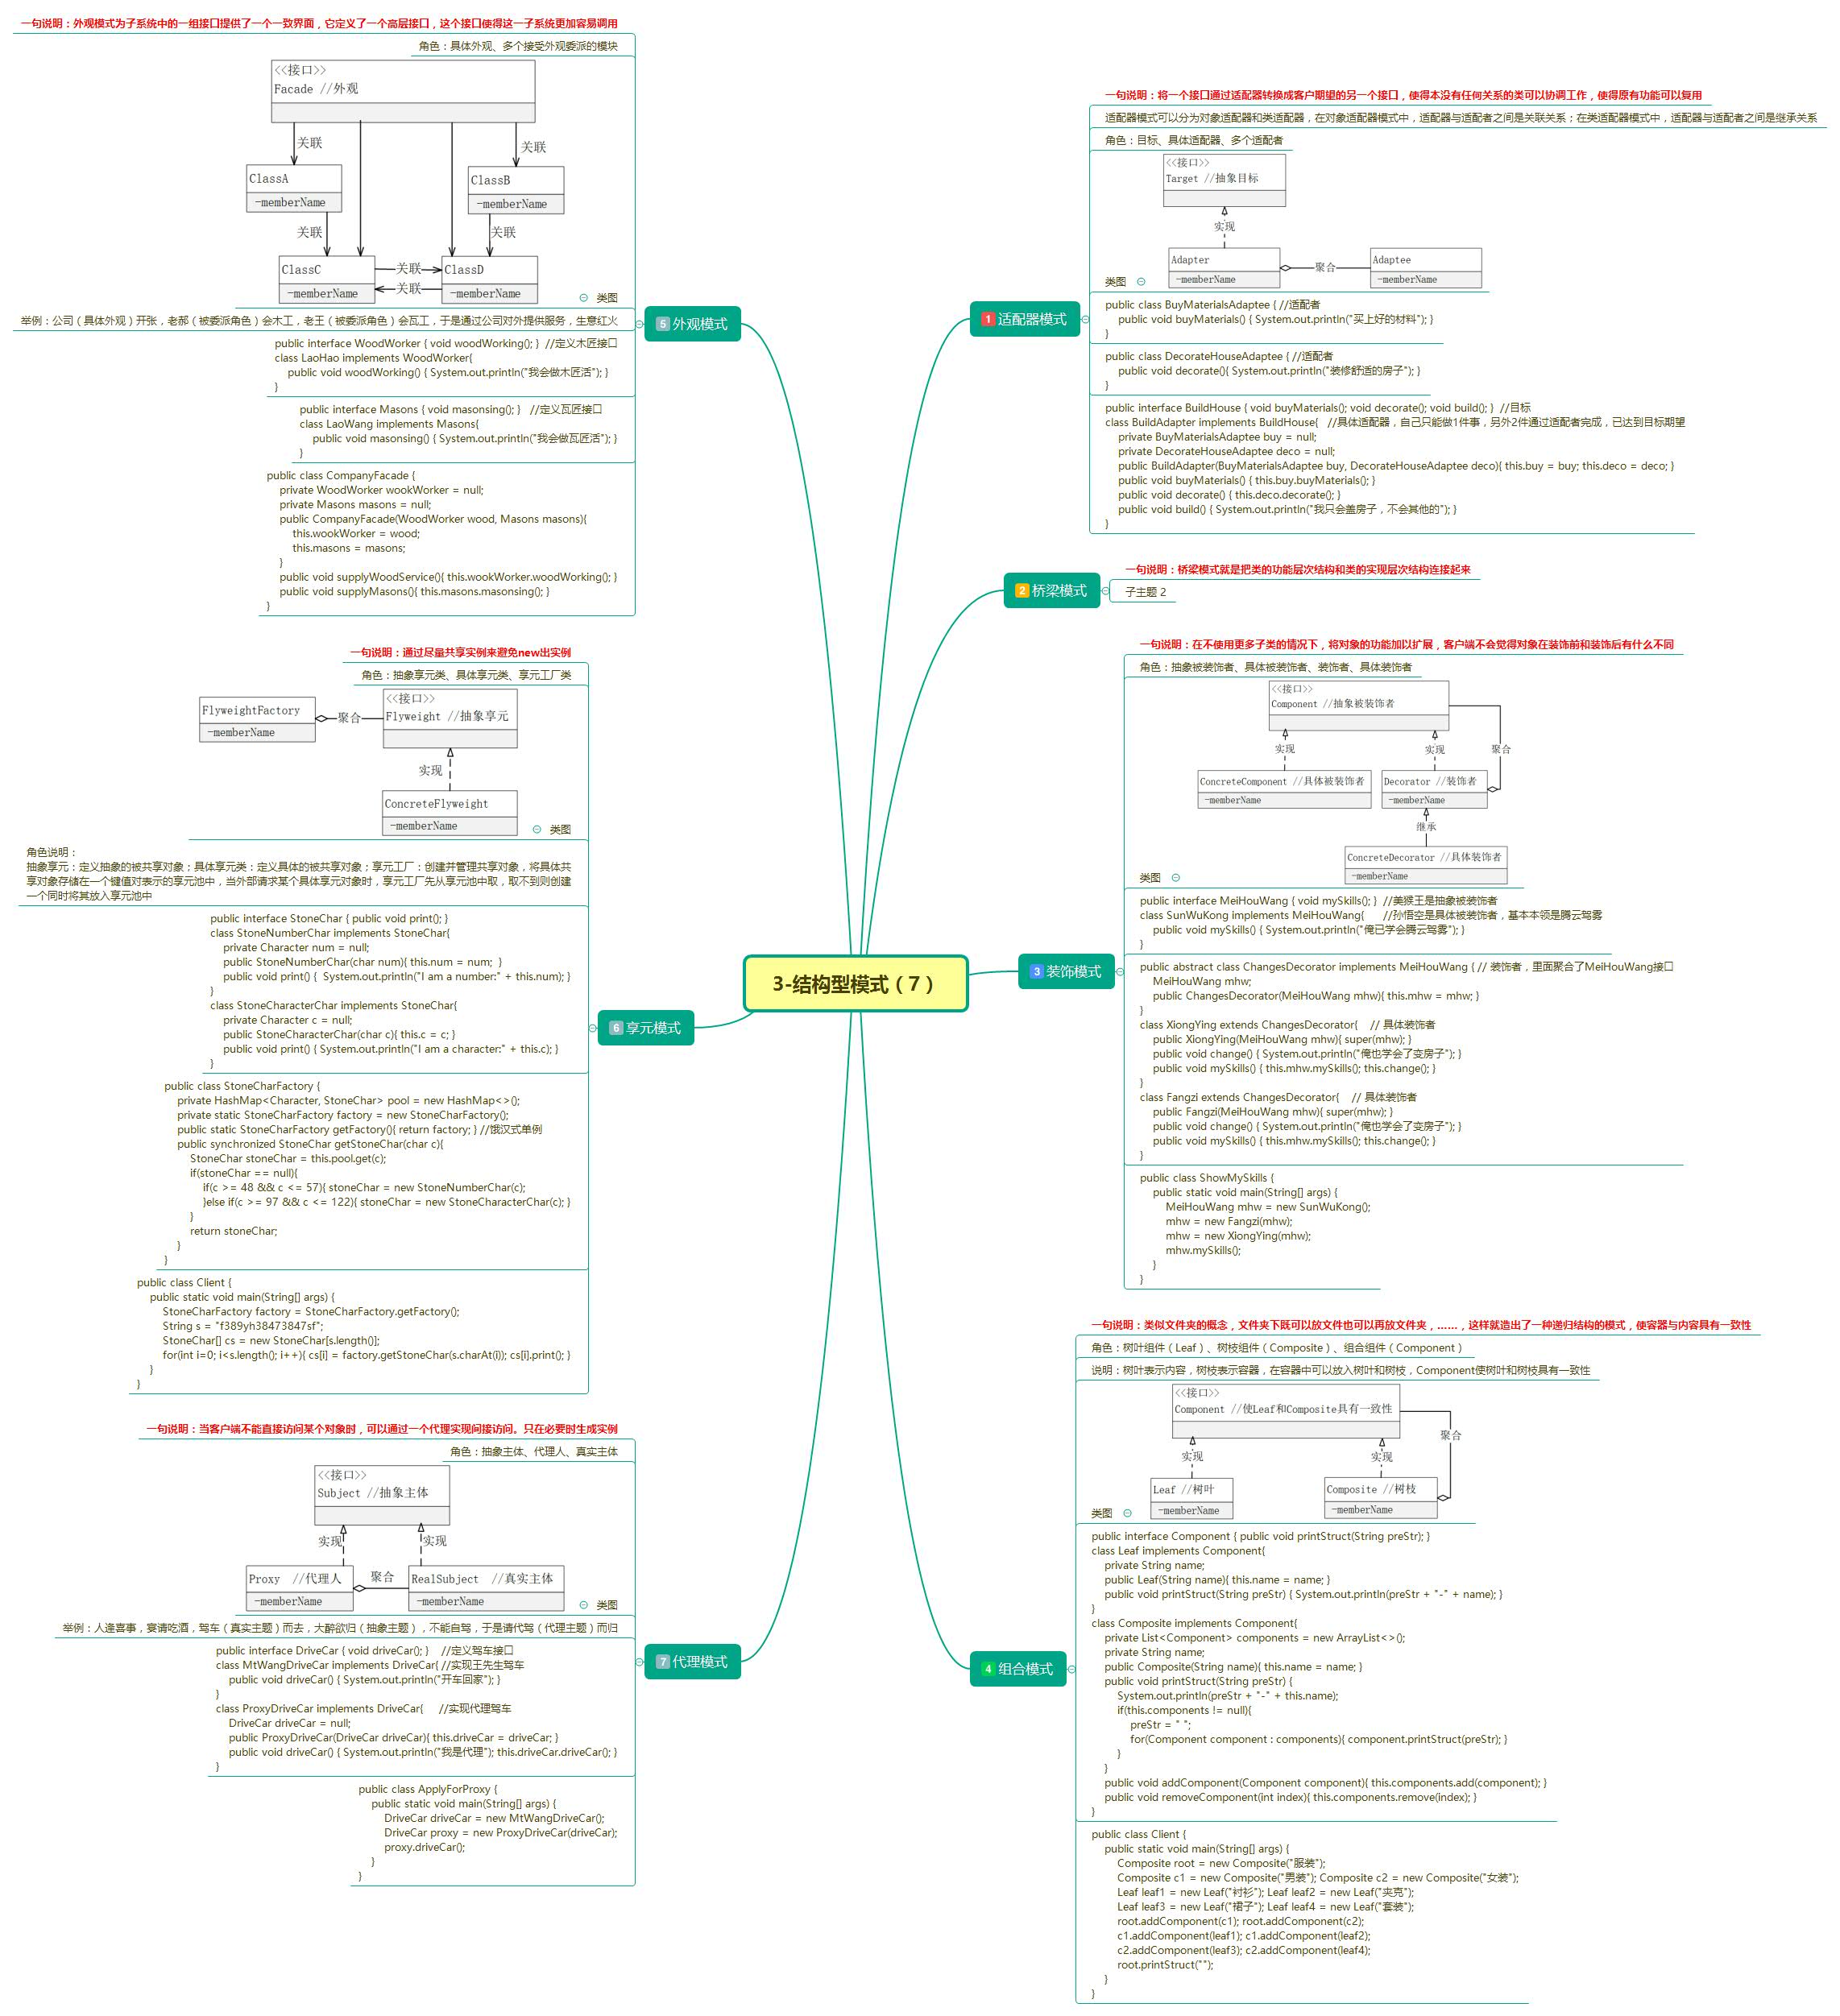 3-结构型模式（7）
1 适配器模式
一句说明：将一个接口通过适配器转换成客户期望的另一个接口，使得本没有任何关系的类可以协调工作，使得原有功能可以复用
适配器模式可以分为对象适配器和类适配器，在对象适配器模式中，适配器与适配者之间是关联关系；在类适配器模式中，适配器与适配者之间是继承关系
角色：目标、具体适配器、多个适配者
<<接口>>
Target //抽象目标
实现
Adapter
-memberName
聚合
Adaptee
-memberName
类图
public class BuyMaterialsAdaptee { //适配者
public void buyMaterials() { System.out.println("买上好的材料"); }
}
public class DecorateHouseAdaptee { //适配者
public void decorate(){ System.out.println("装修舒适的房子"); }
}
public interface BuildHouse { void buyMaterials(); void decorate(); void build(); } //目标
class BuildAdapter implements BuildHouse{ //具体适配器，自己只能做1件事，另外2件通过适配者完成，已达到目标期望
private BuyMaterialsAdaptee buy = null;
private DecorateHouseAdaptee deco = null;
public BuildAdapter(BuyMaterialsAdaptee buy, DecorateHouseAdaptee deco){ this.buy = buy; this.deco = deco; }
public void buyMaterials() { this.buy.buyMaterials(); }
public void decorate() { this.deco.decorate(); }
public void build() { System.out.println("我只会盖房子，不会其他的"); }
}
2 桥梁模式
一句说明：桥梁模式就是把类的功能层次结构和类的实现层次结构连接起来
子主题 2
3 装饰模式
一句说明：在不使用更多子类的情况下，将对象的功能加以扩展，客户端不会觉得对象在装饰前和装饰后有什么不同
角色：抽象被装饰者、具体被装饰者、装饰者、具体装饰者
<<接口>>
Component //抽象被装饰者
实现
实现
聚合
ConcreteComponent //具体被装饰者
-memberName
Decorator //装饰者
-memberName
继承
ConcreteDecorator //具体装饰者
-memberName
类图
public interface MeiHouWang { void mySkills(); } //美猴王是抽象被装饰者
class SunWuKong implements MeiHouWang{ //孙悟空是具体被装饰者，基本本领是腾云驾雾
public void mySkills() { System.out.println("俺已学会腾云驾雾"); }
}
public abstract class ChangesDecorator implements MeiHouWang { // 装饰者，里面聚合了MeiHouWang接口
MeiHouWang mhw;
public ChangesDecorator(MeiHouWang mhw){ this.mhw = mhw; }
}
class XiongYing extends ChangesDecorator{ // 具体装饰者
public XiongYing(MeiHouWang mhw){ super(mhw); }
public void change() { System.out.println("俺也学会了变房子"); }
public void mySkills() { this.mhw.mySkills(); this.change(); }
}
class Fangzi extends ChangesDecorator{ // 具体装饰者
public Fangzi(MeiHouWang mhw){ super(mhw); }
public void change() { System.out.println("俺也学会了变房子"); }
public void mySkills() { this.mhw.mySkills(); this.change(); }
}
public class ShowMySkills {
public static void main(String[] args) {
MeiHouWang mhw = new SunWuKong();
mhw = new Fangzi(mhw);
mhw = new XiongYing(mhw);
mhw.mySkills();
}
}
4 组合模式
一句说明：类似文件夹的概念，文件夹下既可以放文件也可以再放文件夹，……，这样就造出了一种递归结构的模式，使容器与内容具有一致性
角色：树叶组件（Leaf）、树枝组件（Composite）、组合组件（Component）
说明：树叶表示内容，树枝表示容器，在容器中可以放入树叶和树枝，Component使树叶和树枝具有一致性
<<接口>>
Component //使Leaf和Composite具有一致性
实现
实现
聚合
Leaf //树叶
-memberName
Composite //树枝
-memberName
类图
public interface Component { public void printStruct(String preStr); }
class Leaf implements Component{
private String name;
public Leaf(String name){ this.name = name; }
public void printStruct(String preStr) { System.out.println(preStr + "-" + name); }
}
class Composite implements Component{
private List<Component> components = new ArrayList<>();
private String name;
public Composite(String name){ this.name = name; }
public void printStruct(String preStr) {
System.out.println(preStr + "-" + this.name);
if(this.components != null){
preStr = " ";
for(Component component : components){ component.printStruct(preStr); }
}
}
public void addComponent(Component component){ this.components.add(component); }
public void removeComponent(int index){ this.components.remove(index); }
}
public class Client {
public static void main(String[] args) {
Composite root = new Composite("服装");
Composite c1 = new Composite("男装"); Composite c2 = new Composite("女装");
Leaf leaf1 = new Leaf("衬衫"); Leaf leaf2 = new Leaf("夹克");
Leaf leaf3 = new Leaf("裙子"); Leaf leaf4 = new Leaf("套装");
root.addComponent(c1); root.addComponent(c2);
c1.addComponent(leaf1); c1.addComponent(leaf2);
c2.addComponent(leaf3); c2.addComponent(leaf4);
root.printStruct("");
}
}
5 外观模式
一句说明：外观模式为子系统中的一组接口提供了一个一致界面，它定义了一个高层接口，这个接口使得这一子系统更加容易调用
角色：具体外观、多个接受外观委派的模块
<<接口>>
Facade //外观
关联
关联
ClassA
-memberName
ClassB
-memberName
关联
关联
ClassC
-memberName
关联
关联
ClassD
-memberName
类图
举例：公司（具体外观）开张，老郝（被委派角色）会木工，老王（被委派角色）会瓦工，于是通过公司对外提供服务，生意红火
public interface WoodWorker { void woodWorking(); } //定义木匠接口
class LaoHao implements WoodWorker{
public void woodWorking() { System.out.println("我会做木匠活"); }
}
public interface Masons { void masonsing(); } //定义瓦匠接口
class LaoWang implements Masons{
public void masonsing() { System.out.println("我会做瓦匠活"); }
}
public class CompanyFacade {
private WoodWorker wookWorker = null;
private Masons masons = null;
public CompanyFacade(WoodWorker wood, Masons masons){
this.wookWorker = wood;
this.masons = masons;
}
public void supplyWoodService(){ this.wookWorker.woodWorking(); }
public void supplyMasons(){ this.masons.masonsing(); }
}
6 享元模式
一句说明：通过尽量共享实例来避免new出实例
角色：抽象享元类、具体享元类、享元工厂类
FlyweightFactory
-memberName
聚合
<<接口>>
Flyweight //抽象享元
实现
ConcreteFlyweight
-memberName
类图
角色说明：
抽象享元：定义抽象的被共享对象；具体享元类：定义具体的被共享对象；享元工厂：创建并管理共享对象，将具体共
享对象存储在一个键值对表示的享元池中，当外部请求某个具体享元对象时，享元工厂先从享元池中取，取不到则创建
一个同时将其放入享元池中
public interface StoneChar { public void print(); }
class StoneNumberChar implements StoneChar{
private Character num = null;
public StoneNumberChar(char num){ this.num = num; }
public void print() { System.out.println("I am a number:" + this.num); }
}
class StoneCharacterChar implements StoneChar{
private Character c = null;
public StoneCharacterChar(char c){ this.c = c; }
public void print() { System.out.println("I am a character:" + this.c); }
}
public class StoneCharFactory {
private HashMap<Character, StoneChar> pool = new HashMap<>();
private static StoneCharFactory factory = new StoneCharFactory();
public static StoneCharFactory getFactory(){ return factory; } //饿汉式单例
public synchronized StoneChar getStoneChar(char c){
StoneChar stoneChar = this.pool.get(c);
if(stoneChar == null){
if(c >= 48 && c <= 57){ stoneChar = new StoneNumberChar(c);
}else if(c >= 97 && c <= 122){ stoneChar = new StoneCharacterChar(c); }
}
return stoneChar;
}
}
public class Client {
public static void main(String[] args) {
StoneCharFactory factory = StoneCharFactory.getFactory();
String s = "f389yh38473847sf";
StoneChar[] cs = new StoneChar[s.length()];
for(int i=0; i<s.length(); i++){ cs[i] = factory.getStoneChar(s.charAt(i)); cs[i].print(); }
}
}
7 代理模式
一句说明：当客户端不能直接访问某个对象时，可以通过一个代理实现间接访问。只在必要时生成实例
角色：抽象主体、代理人、真实主体
<<接口>>
Subject //抽象主体
实现
实现
Proxy //代理人
-memberName
聚合
RealSubject //真实主体
-memberName
类图
举例：人逢喜事，宴请吃酒，驾车（真实主题）而去，大醉欲归（抽象主题），不能自驾，于是请代驾（代理主题）而归
public interface DriveCar { void driveCar(); } //定义驾车接口
class MtWangDriveCar implements DriveCar{ //实现王先生驾车
public void driveCar() { System.out.println("开车回家"); }
}
class ProxyDriveCar implements DriveCar{ //实现代理驾车
DriveCar driveCar = null;
public ProxyDriveCar(DriveCar driveCar){ this.driveCar = driveCar; }
public void driveCar() { System.out.println("我是代理"); this.driveCar.driveCar(); }
}
public class ApplyForProxy {
public static void main(String[] args) {
DriveCar driveCar = new MtWangDriveCar();
DriveCar proxy = new ProxyDriveCar(driveCar);
proxy.driveCar();
}
}